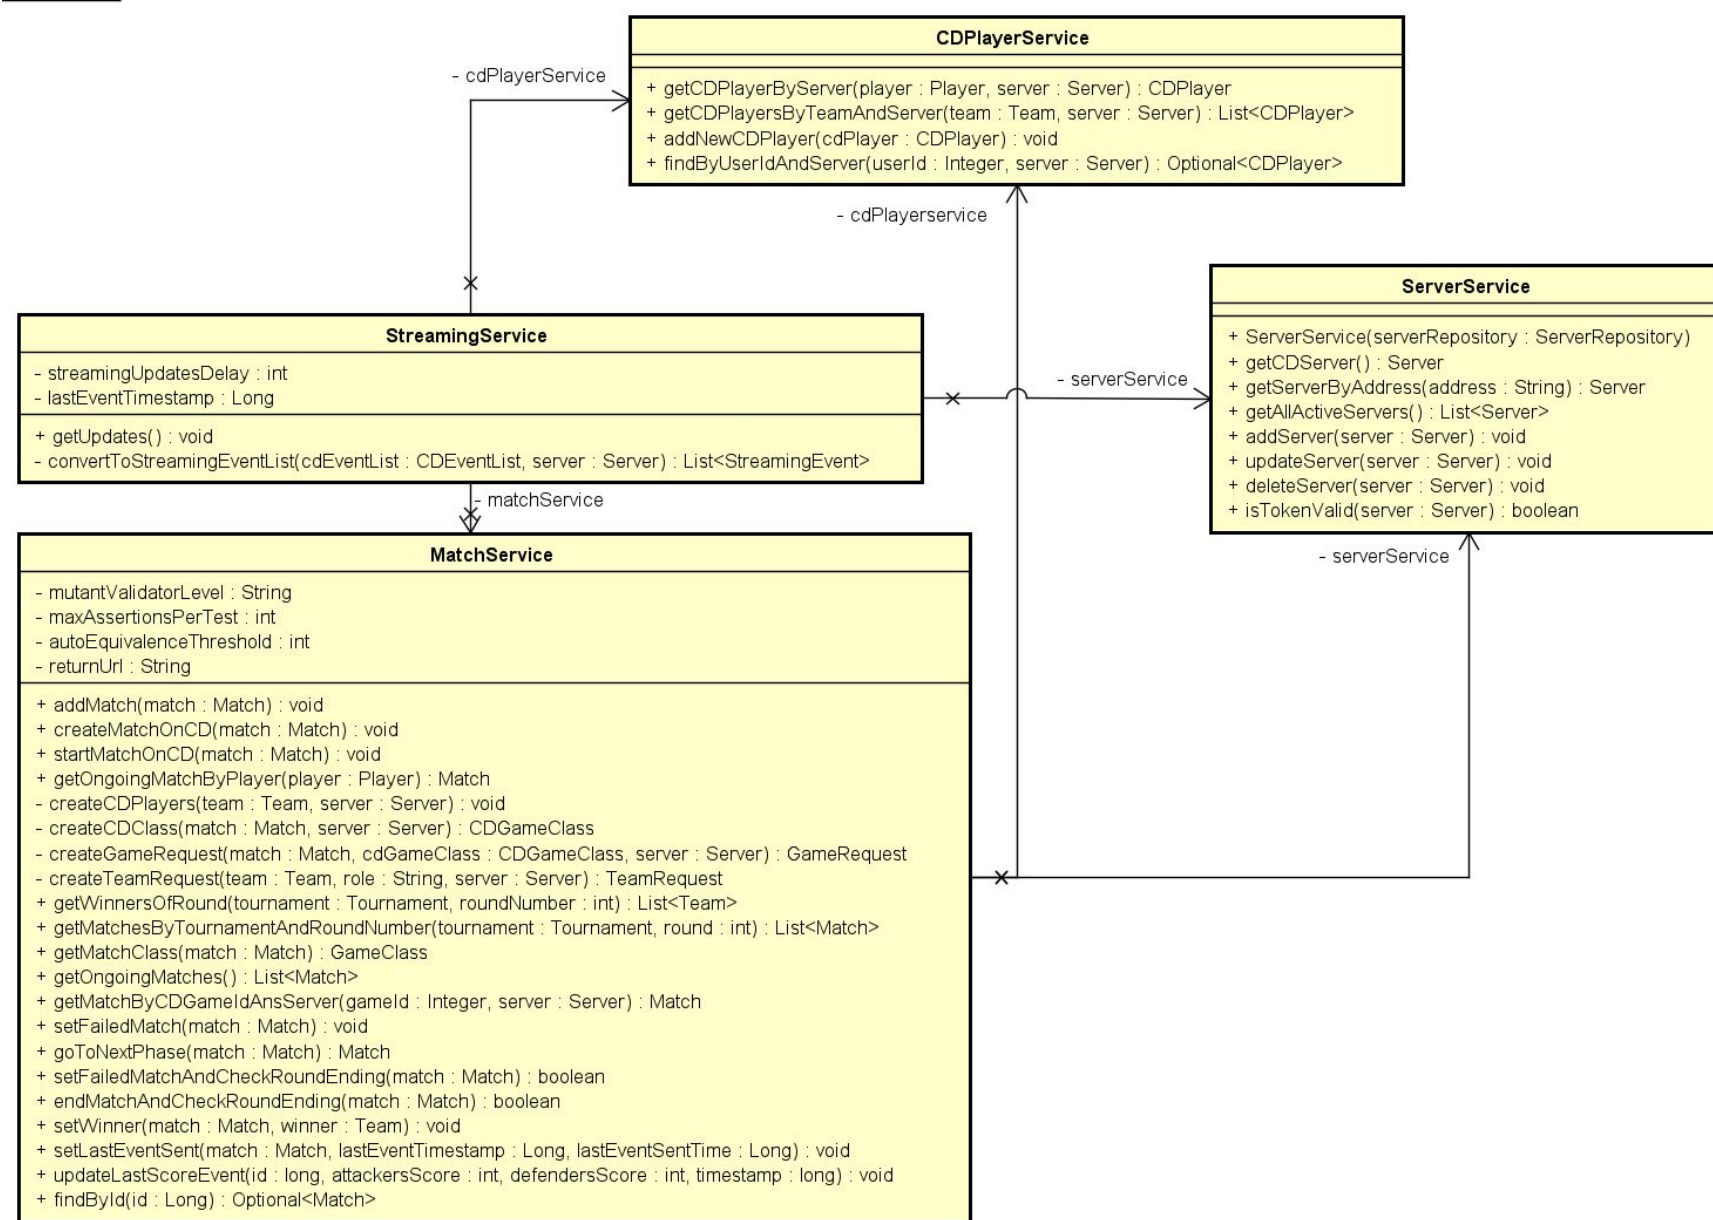 CDPlayerService
- cdPlayerService
+ getCDPlayerByServer(player : Player, server : Server) : CDPlayer
+ getCDPlayersByTeamAndServer(team : Team, server : Server) : List<CDPlayer>
+ addNewCDPlayer(cdPlayer : CDPlayer) : void
+ findByUserIdAndServer(userId : Integer, server : Server) : Optional<CDPlayer>
- cdPlayerservice
ServerService
+ ServerService(serverRepository : ServerRepository)
+ getCDServer() : Server
+ getServerByAddress(address : String) : Server
+ getAllActiveServers() : List<Server>
+ addServer(server : Server) : void
+ updateServer(server : Server) : void
+ deleteServer(server : Server) : void
+ isTokenValid(server : Server) : boolean
- serverService
StreamingService
- streamingUpdatesDelay : int
- lastEventTimestamp : Long
+ getUpdates() : void
- convertToStreamingEventList(cdEventList : CDEventList, server : Server) : List<StreamingEvent>
- matchService
- serverService
MatchService
- mutantValidatorLevel : String
- maxAssertionsPerTest : int
- autoEquivalenceThreshold : int
- returnUrl : String
+ addMatch(match : Match) : void
+ createMatchOnCD(match : Match) : void
+ startMatchOnCD(match : Match) : void
+ getOngoingMatchByPlayer(player : Player) : Match
- createCDPlayers(team : Team, server : Server) : void
- createCDClass(match : Match, server : Server) : CDGameClass
- createGameRequest(match : Match, cdGameClass : CDGameClass, server : Server) : GameRequest
- createTeamRequest(team : Team, role : String, server : Server) : TeamRequest
+ getWinnersOfRound(tournament : Tournament, roundNumber : int) : List<Team>
+ getMatchesByTournamentAndRoundNumber(tournament : Tournament, round : int) : List<Match>
+ getMatchClass(match : Match) : GameClass
+ getOngoingMatches() : List<Match>
+ getMatchByCDGameIdAnsServer(gameId : Integer, server : Server) : Match
+ setFailedMatch(match : Match) : void
+ goToNextPhase(match : Match) : Match
+ setFailedMatchAndCheckRoundEnding(match : Match) : boolean
+ endMatchAndCheckRoundEnding(match : Match) : boolean
+ setWinner(match : Match, winner : Team) : void
+ setLastEventSent(match : Match, lastEventTimestamp : Long, lastEventSentTime : Long) : void
+ updateLastScoreEvent(id : long, attackersScore : int, defendersScore : int, timestamp : long) : void
+ findById(id : Long) : Optional<Match>